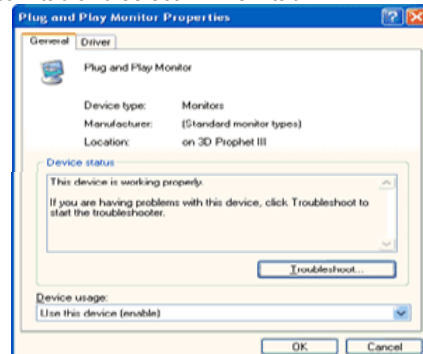 Plug and Play Monitor Properties
General Driver
Plug and Play Monitor
Device type: Monitors
Manufacturer: (Standard monitor types)
Location: on 3D Prophet III
Device status
This device is working properly.
If you are having problems with this device, click Troubleshoot to
start the troubleshooter.
Troubleshoot...
Device usage:
Use this device (enable)
OK Cancel